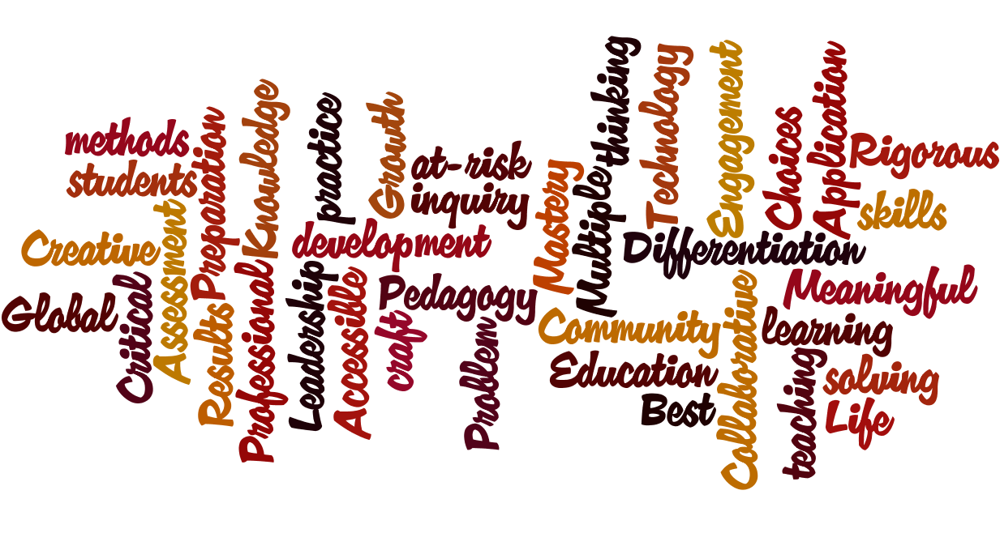 methods
students
Creative
Global
Critical
Assessment
Preparation
Results
Knowledge
Professional
practice
development
Leadership
Accessible
Growth
at-risk
inquiry
Pedagogy
craft
Problem
Mastery
Multiple
thinking
Technology
Engagement
Choices
Application
Rigorous
skills
Differentiation
Meaningful
Community
Education
Best
Collaborative
learning
teaching
solving
Life